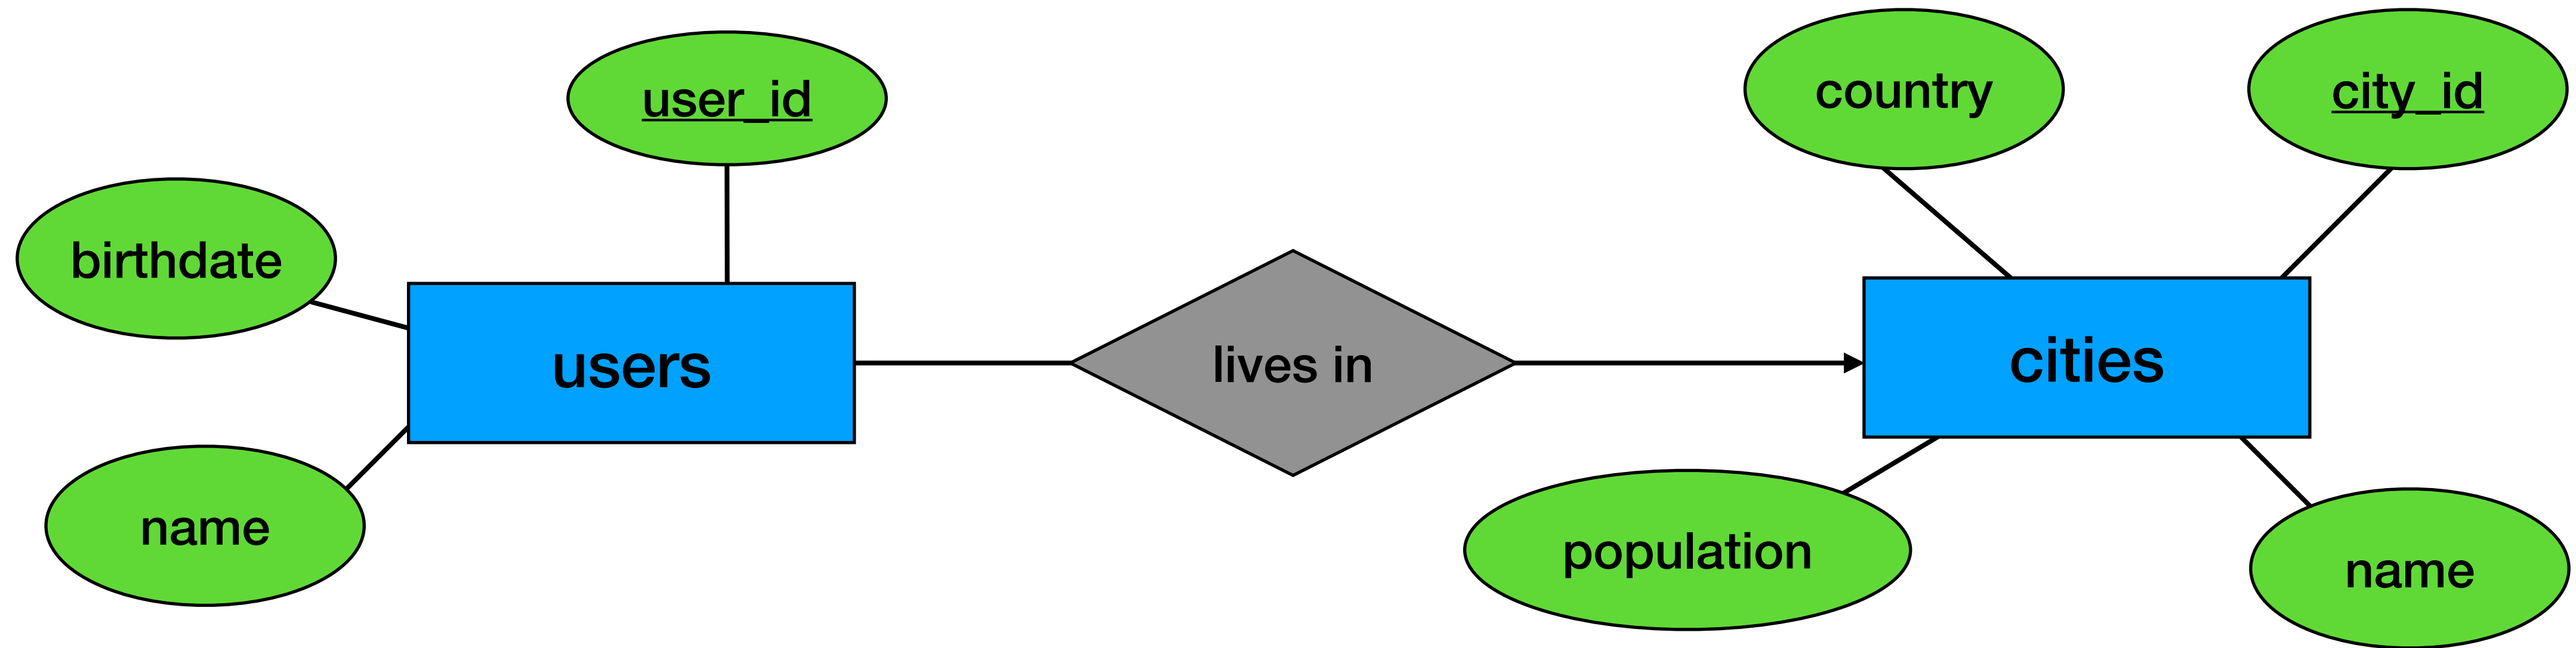 user_id
country
city_id
birthdate
users
lives in
cities
name
population
name